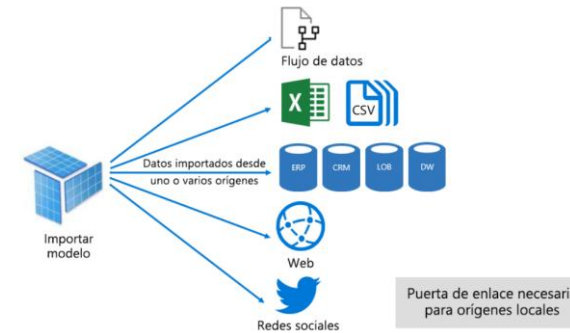 Flujo de datos
X
CSV
Datos importados desde
uno o varios orígenes
ERP
CRM
LOB
DW
Importar
modelo
Web
Redes sociales
Puerta de enlace necesari
para orígenes locales